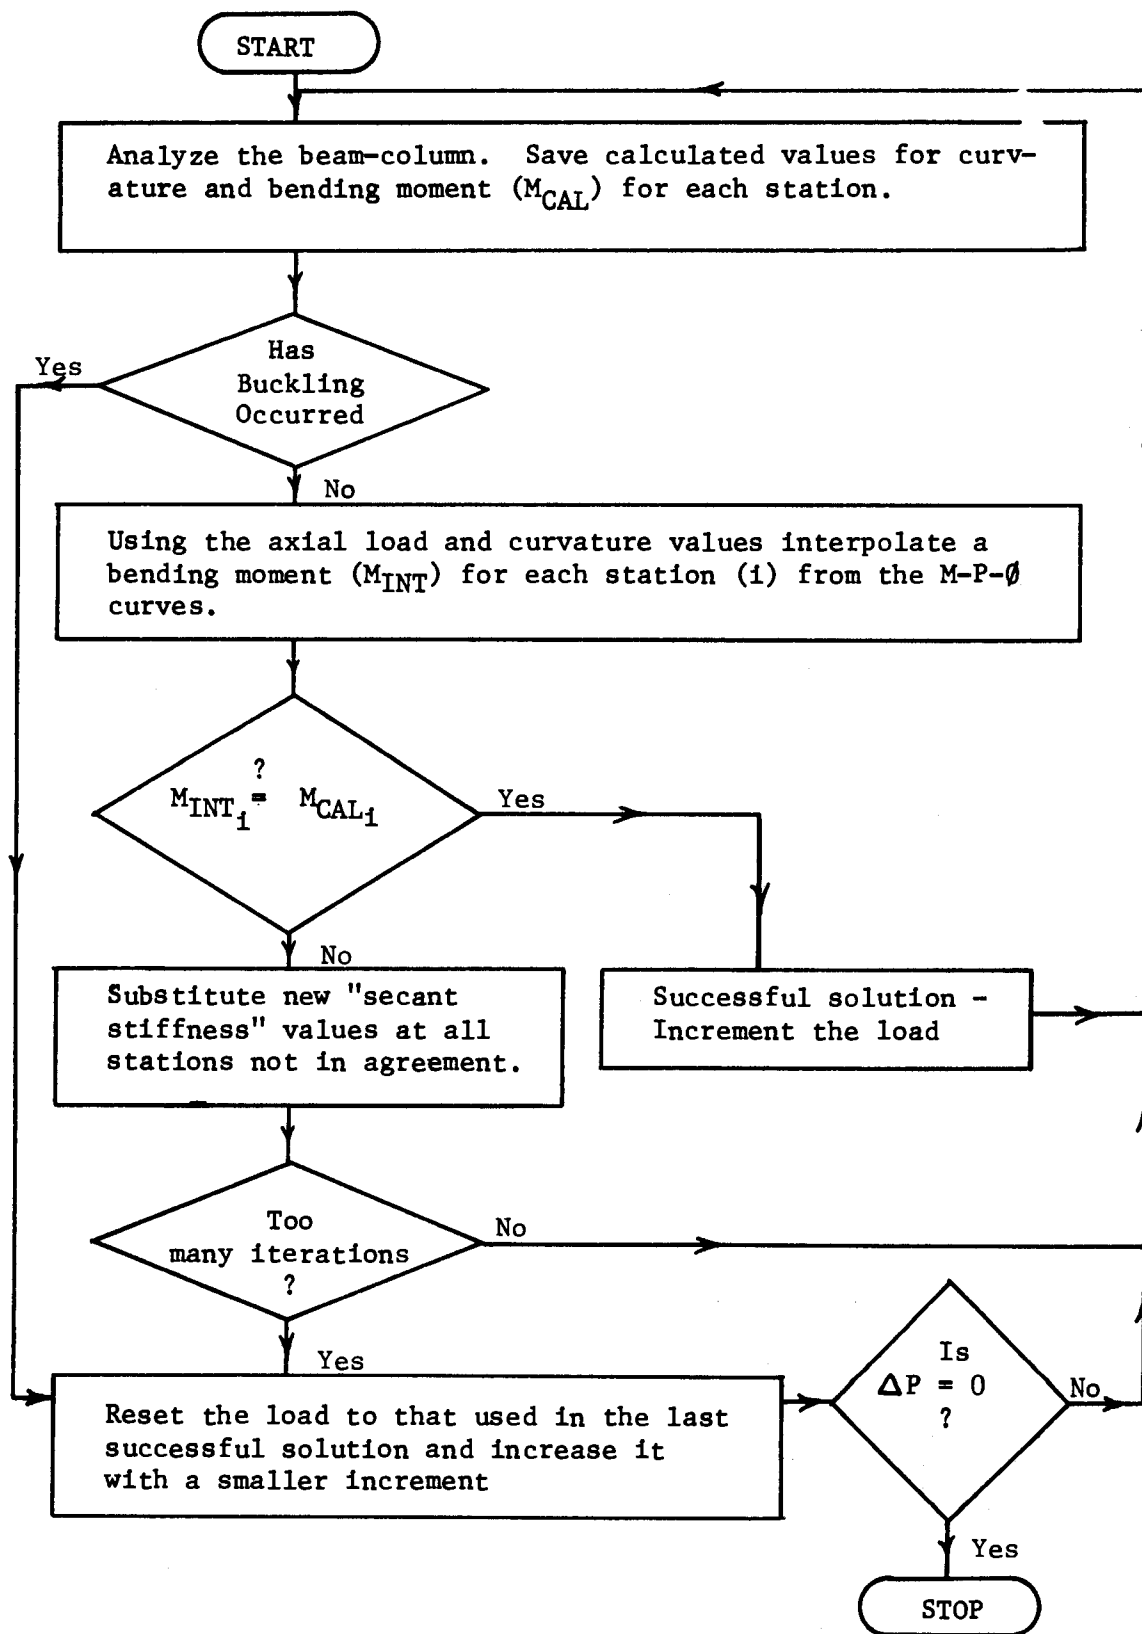 START
Analyze the beam-column. Save calculated values for curv-
ature and bending moment (M_CAL) for each station.
Has
Buckling
Occurred
Yes
No
Using the axial load and curvature values interpolate a
bending moment (M_INT) for each station (i) from the M-P-Ø
curves.
?
M_INT_i = M_CAL_i
Yes
No
Substitute new "secant
stiffness" values at all
stations not in agreement.
Successful solution -
Increment the load
Too
many iterations
?
No
Yes
Reset the load to that used in the last
successful solution and increase it
with a smaller increment
Is
ΔP = 0
?
No
Yes
STOP